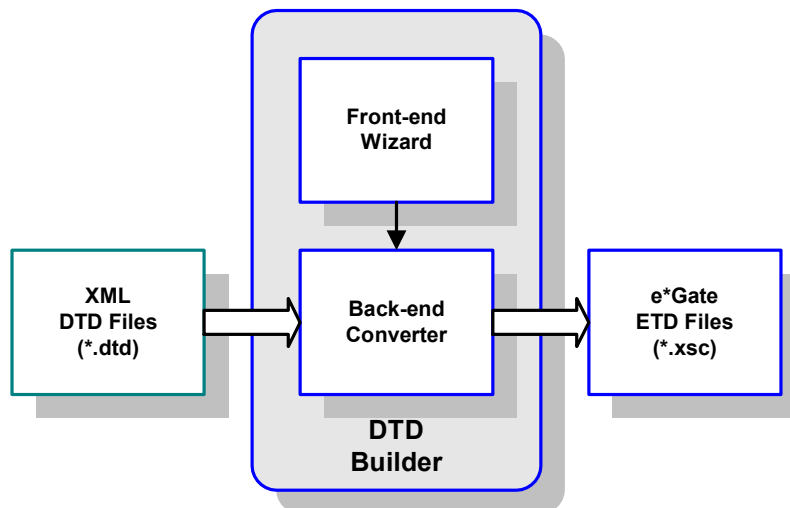 Front-end
Wizard
XML
DTD Files
(*.dtd)
Back-end
Converter
e*Gate
ETD Files
(*.xsc)
DTD
Builder